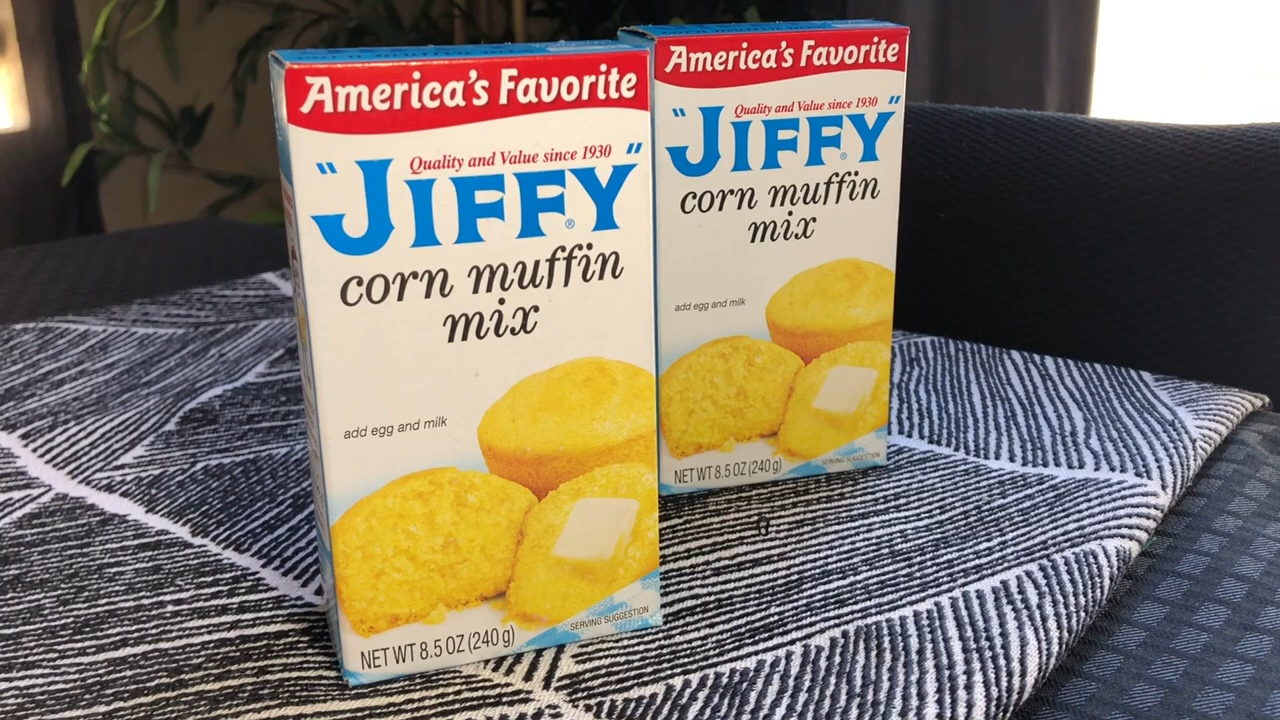 America's Favorite
Quality and Value since 1930
"JIFFY"®
corn muffin
mix
add egg and milk
SERVING SUGGESTION
NET WT 8.5 OZ (240 g)
America's Favorite
Quality and Value since 1930
"JIFFY"®
corn muffin
mix
add egg and milk
SERVING SUGGESTION
NET WT 8.5 OZ (240 g)